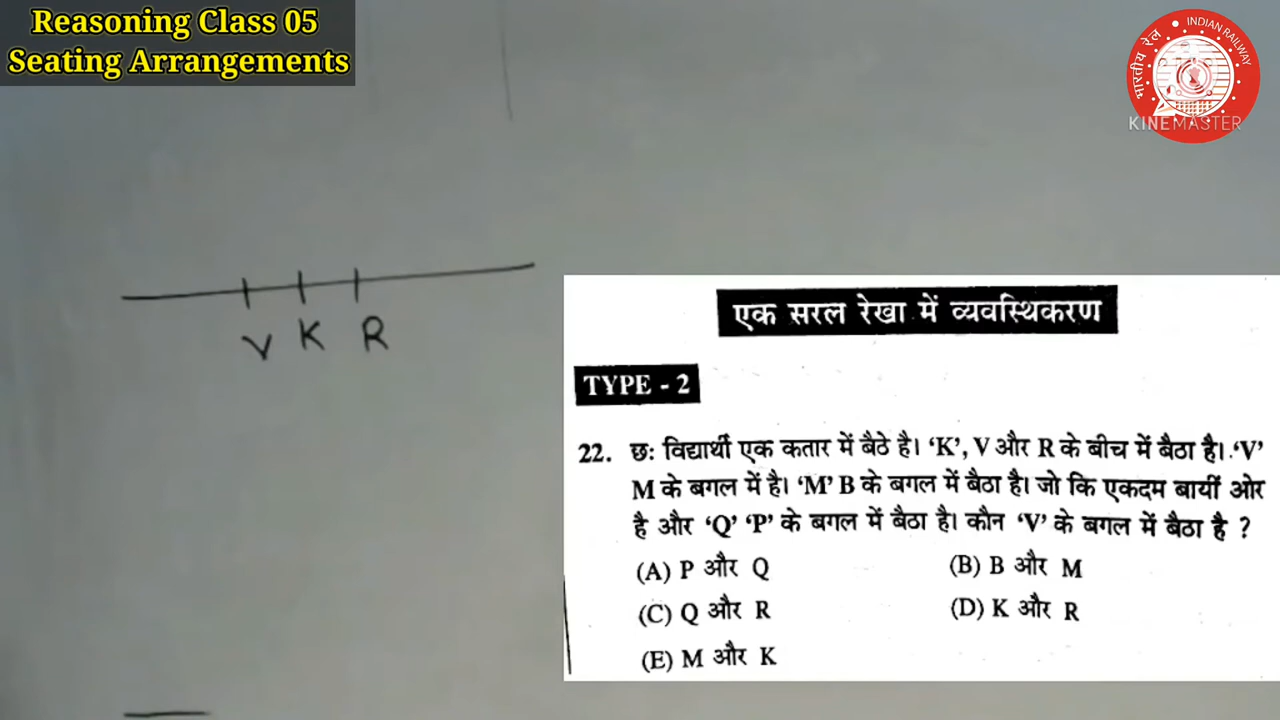 Reasoning Class 05
Seating Arrangements
भारतीय रेल
INDIAN RAILWAY
KINEMASTER
V K R
एक सरल रेखा में व्यवस्थिकरण
TYPE - 2
22. छः विद्यार्थी एक कतार में बैठे है। ‘K’, V और R के बीच में बैठा है। ‘V’
M के बगल में है। ‘M’ B के बगल में बैठा है। जो कि एकदम बायीं ओर
है और ‘Q’ ‘P’ के बगल में बैठा है। कौन ‘V’ के बगल में बैठा है ?
(A) P और Q (B) B और M
(C) Q और R (D) K और R
(E) M और K